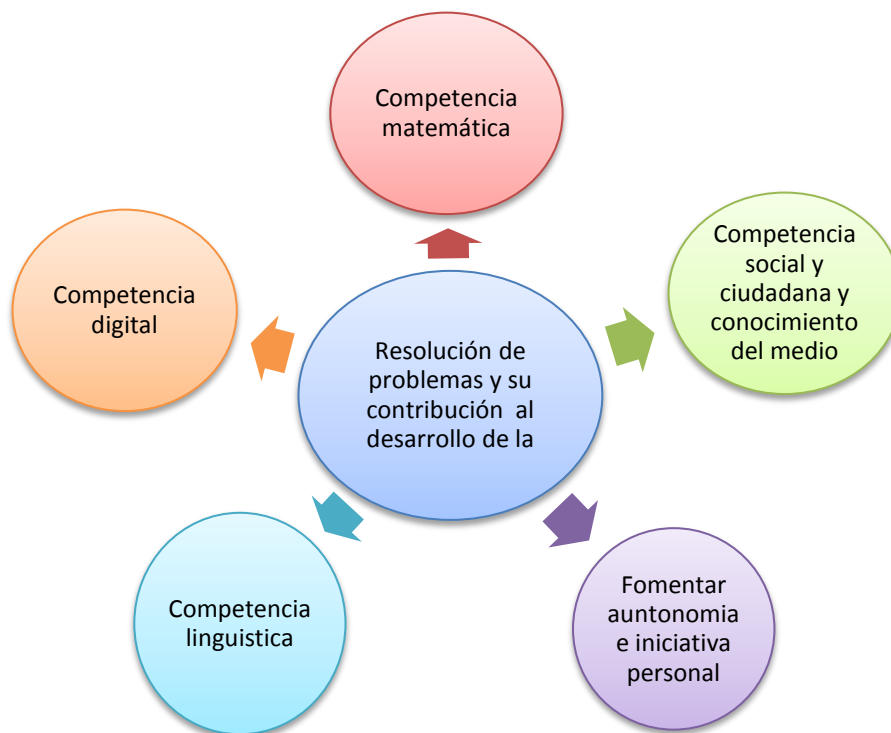 Competencia
matemática
Competencia
social y
ciudadana y
conocimiento
del medio
Competencia
digital
Resolución de
problemas y su
contribución al
desarrollo de la
Competencia
linguistica
Fomentar
auntonomia
e iniciativa
personal